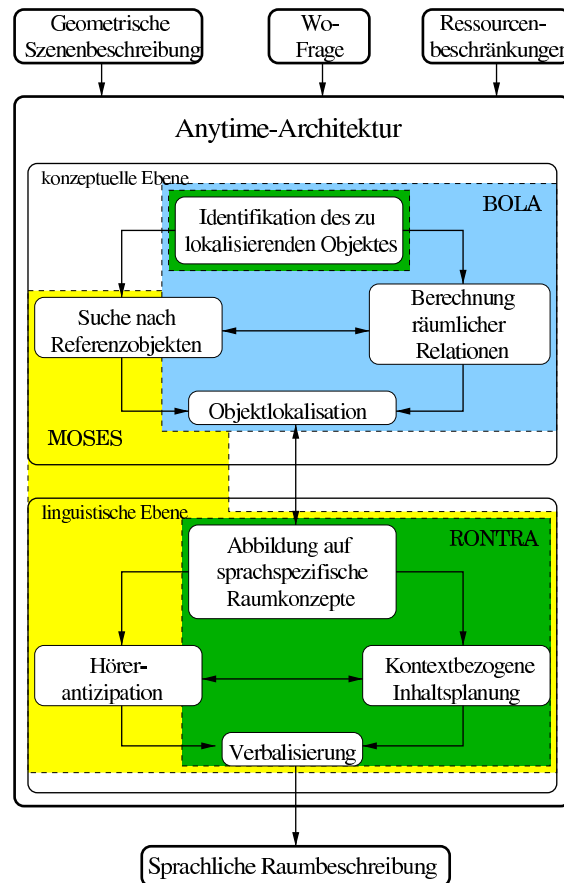 Geometrische
Szenenbeschreibung
Wo-
Frage
Ressourcen-
beschränkungen
Anytime-Architektur
konzeptuelle Ebene
BOLA
Identifikation des zu
lokalisierenden Objektes
Suche nach
Referenzobjekten
Berechnung
räumlicher
Relationen
Objektlokalisation
MOSES
linguistische Ebene
RONTRA
Abbildung auf
sprachspezifische
Raumkonzepte
Hörer-
antizipation
Kontextbezogene
Inhaltsplanung
Verbalisierung
Sprachliche Raumbeschreibung